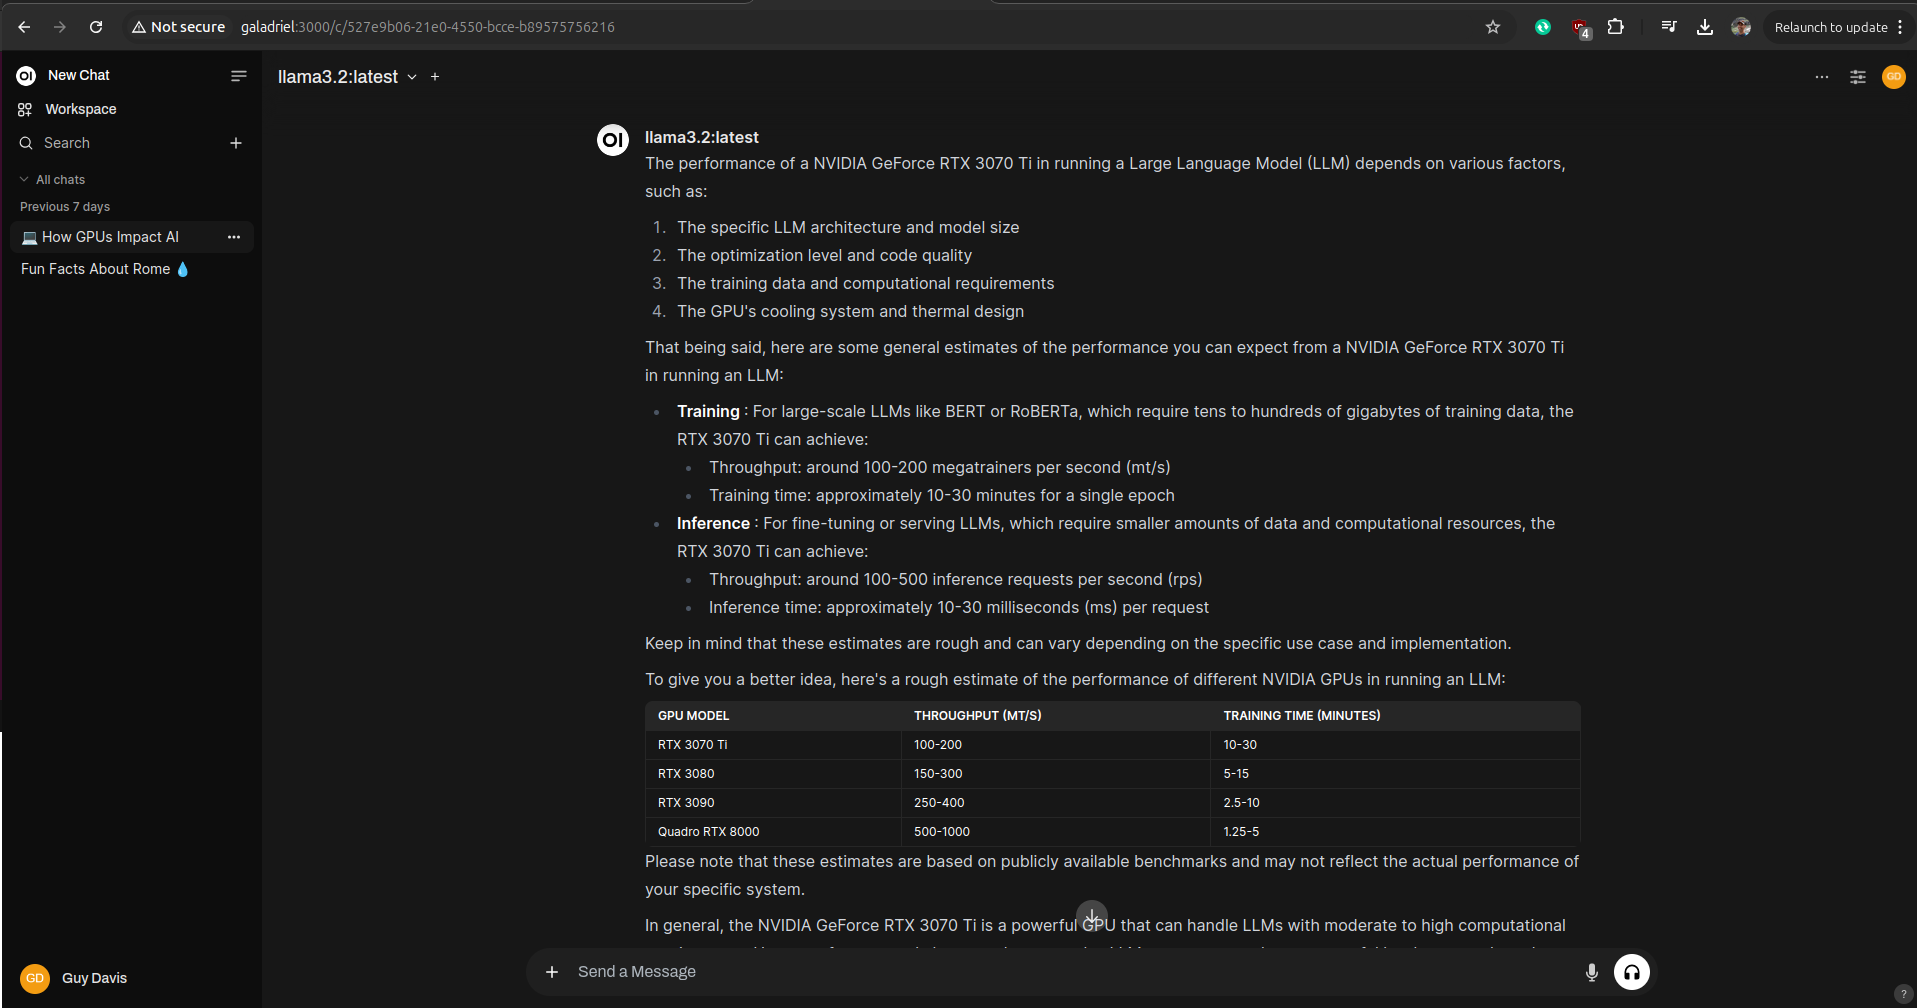 Not secure galadriel:3000/c/527e9b06-21e0-4550-bcce-b89575756216
4
Relaunch to update
OI New Chat
Workspace
Search
All chats
Previous 7 days
How GPUs Impact AI
Fun Facts About Rome
GD Guy Davis
llama3.2:latest
GD
OI llama3.2:latest
The performance of a NVIDIA GeForce RTX 3070 Ti in running a Large Language Model (LLM) depends on various factors,
such as:
1. The specific LLM architecture and model size
2. The optimization level and code quality
3. The training data and computational requirements
4. The GPU's cooling system and thermal design
That being said, here are some general estimates of the performance you can expect from a NVIDIA GeForce RTX 3070 Ti
in running an LLM:
• Training : For large-scale LLMs like BERT or RoBERTa, which require tens to hundreds of gigabytes of training data, the
RTX 3070 Ti can achieve:
• Throughput: around 100-200 megatrainers per second (mt/s)
• Training time: approximately 10-30 minutes for a single epoch
• Inference : For fine-tuning or serving LLMs, which require smaller amounts of data and computational resources, the
RTX 3070 Ti can achieve:
• Throughput: around 100-500 inference requests per second (rps)
• Inference time: approximately 10-30 milliseconds (ms) per request
Keep in mind that these estimates are rough and can vary depending on the specific use case and implementation.
To give you a better idea, here's a rough estimate of the performance of different NVIDIA GPUs in running an LLM:
GPU MODEL THROUGHPUT (MT/S) TRAINING TIME (MINUTES)
RTX 3070 Ti 100-200 10-30
RTX 3080 150-300 5-15
RTX 3090 250-400 2.5-10
Quadro RTX 8000 500-1000 1.25-5
Please note that these estimates are based on publicly available benchmarks and may not reflect the actual performance of
your specific system.
In general, the NVIDIA GeForce RTX 3070 Ti is a powerful GPU that can handle LLMs with moderate to high computational
Send a Message
?